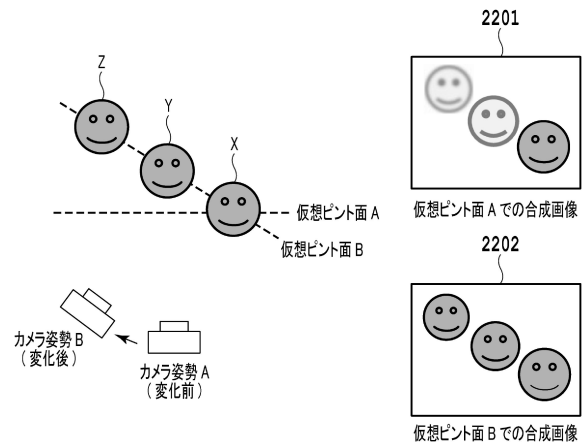 2201
Z
Y
X
仮想ピント面 A
仮想ピント面 A での合成画像
仮想ピント面 B
2202
カメラ姿勢 B
（変化後）
カメラ姿勢 A
（変化前）
仮想ピント面 B での合成画像